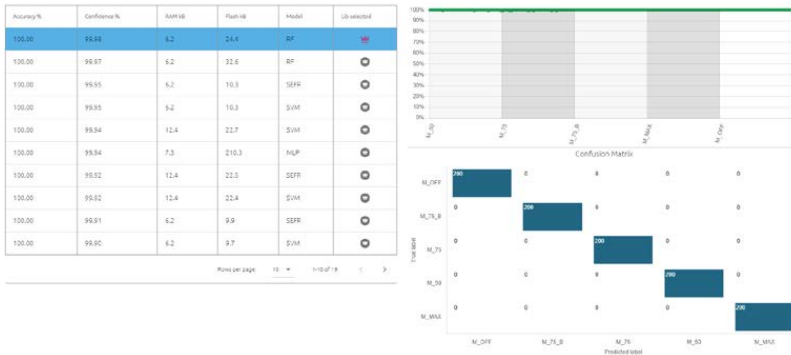 Accuracy % Confidence % RAM kB Flash kB Model Lib selected
100.00 99.98 6.2 24.4 RF
100.00 99.97 6.2 32.6 RF
100.00 99.95 6.2 10.3 SEFR
100.00 99.95 6.2 10.3 SVM
100.00 99.94 12.4 22.7 SVM
100.00 99.94 7.3 210.3 MLP
100.00 99.92 12.4 22.5 SEFR
100.00 99.92 12.4 22.4 SVM
100.00 99.91 6.2 9.9 SEFR
100.00 99.90 6.2 9.7 SVM
Rows per page: 10 1-10 of 19
100%
90%
80%
70%
60%
50%
40%
30%
20%
10%
0%
M_50 M_75 M_75_B M_MAX M_OFF
Confusion Matrix
True label
M_OFF 200 0 0 0 0
M_75_B 0 200 0 0 0
M_75 0 0 200 0 0
M_50 0 0 0 200 0
M_MAX 0 0 0 0 200
M_OFF M_75_B M_75 M_50 M_MAX
Predicted label